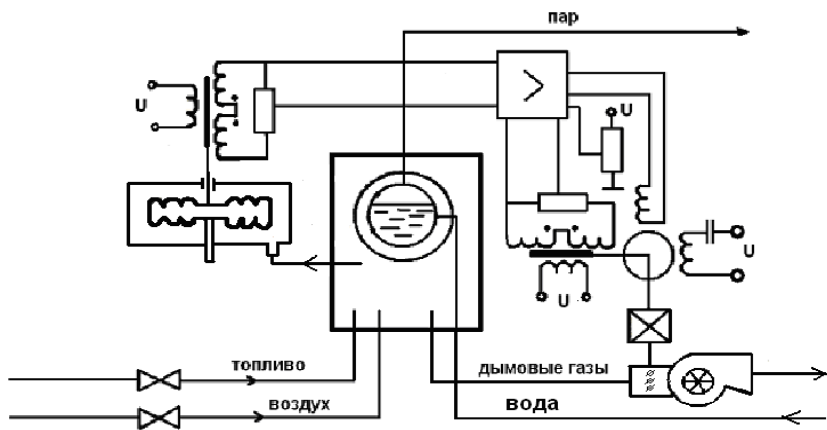 пар
U
U
U
U
топливо
дымовые газы
воздух
вода